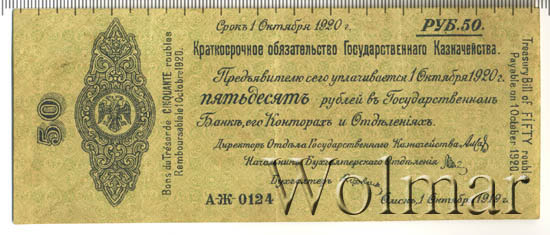 Срокъ 1 Октября 1920 г.
РУБ. 50.
Краткосрочное обязательство Государственнаго Казначейства.
Предъявителю сего уплачивается 1 Октября 1920 г.
пятьдесятъ рублей въ Государственномъ
Банкѣ, его Конторахъ и Отдѣленіяхъ.
Директоръ Отдѣла Государственнаго Казначейства
Начальникъ Бухгалтерскаго отдѣленія
Бухгалтеръ
А-Ж 0124
Омскъ, 1 Октября 1919 г.
50
Bons du Trésor de CINQUANTE roubles
Remboursable le 1 Octobre 1920.
Treasury Bill of FIFTY roubles
Payable on 1 October 1920.
Wolmar